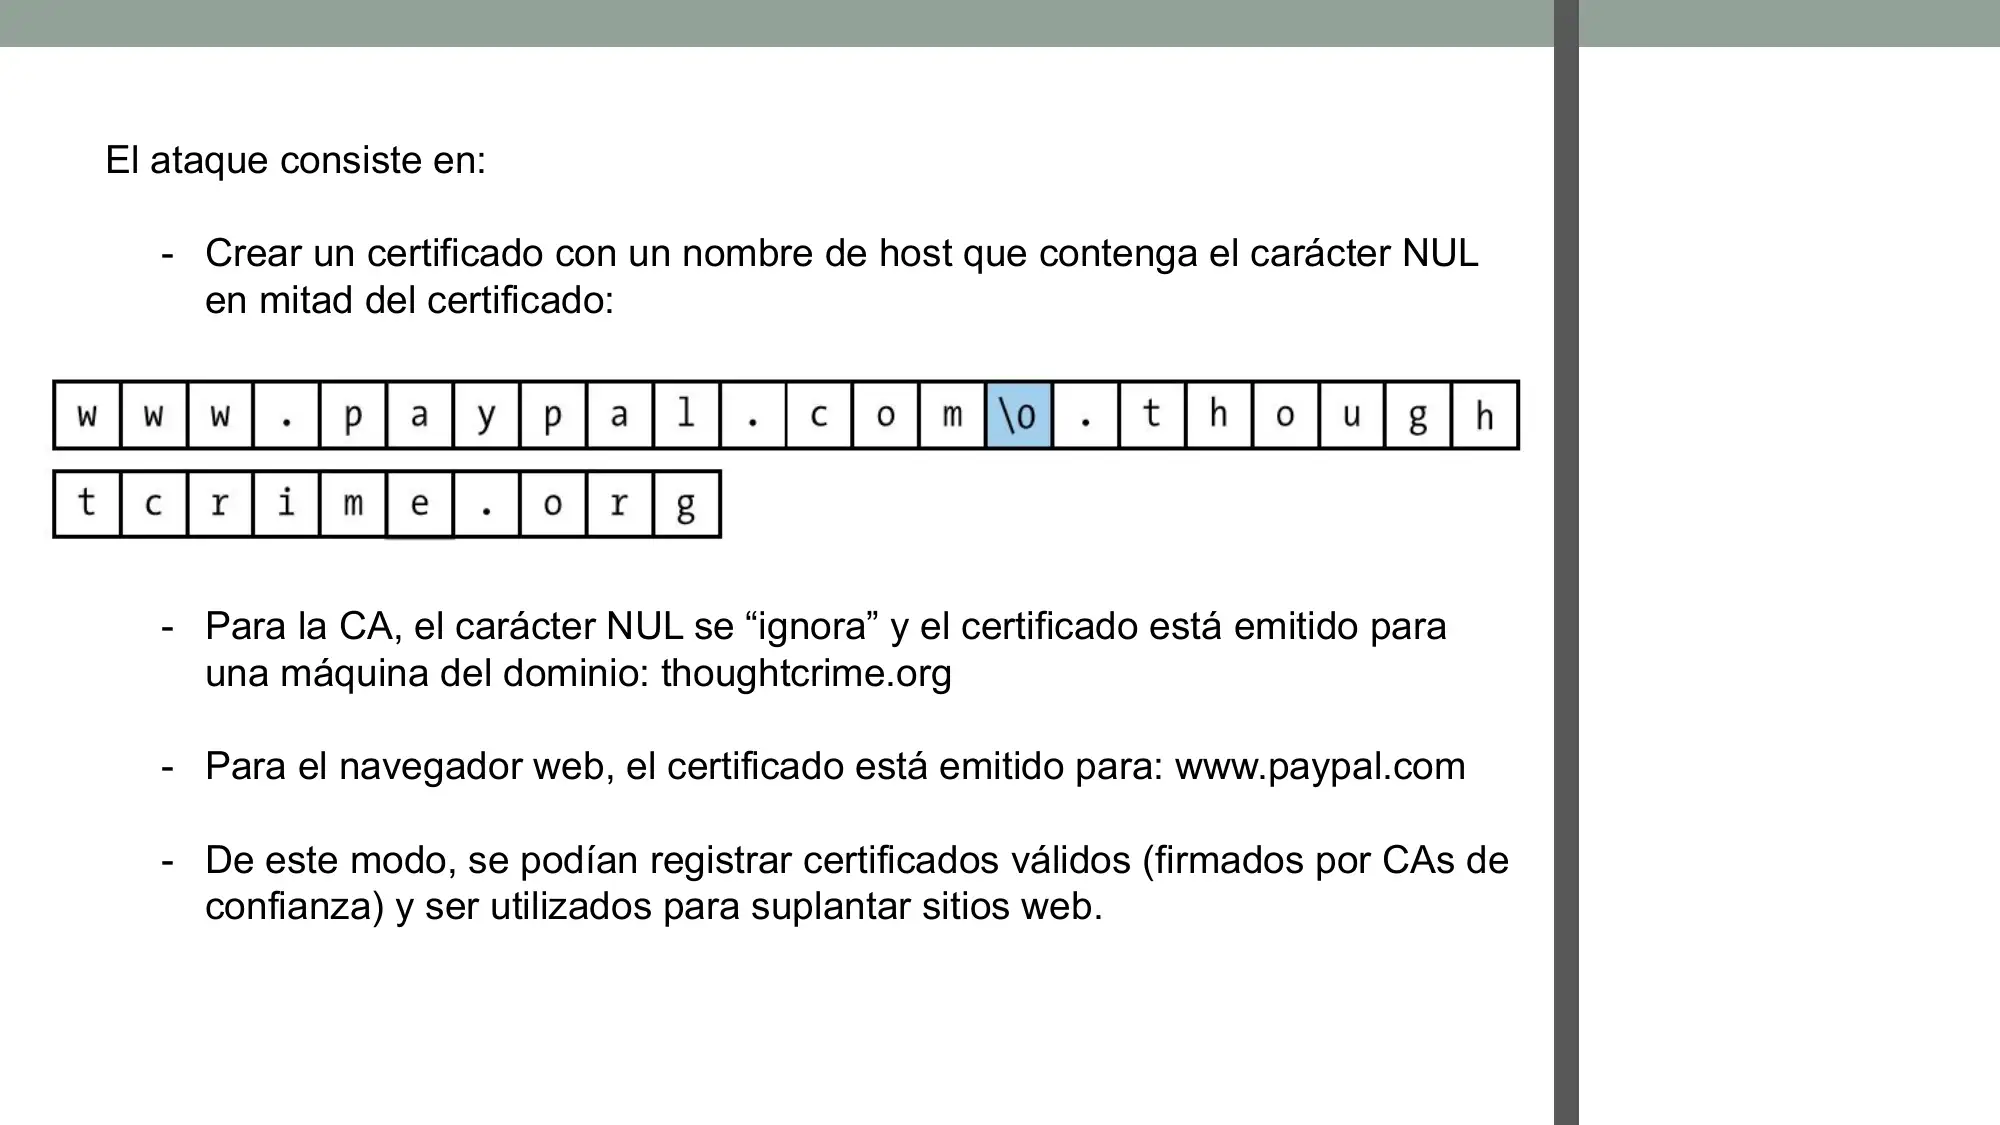 El ataque consiste en:
- Crear un certificado con un nombre de host que contenga el carácter NUL
en mitad del certificado:
w w w . p a y p a l . c o m \0 . t h o u g h
t c r i m e . o r g
- Para la CA, el carácter NUL se “ignora” y el certificado está emitido para
una máquina del dominio: thoughtcrime.org
- Para el navegador web, el certificado está emitido para: www.paypal.com
- De este modo, se podían registrar certificados válidos (firmados por CAs de
confianza) y ser utilizados para suplantar sitios web.